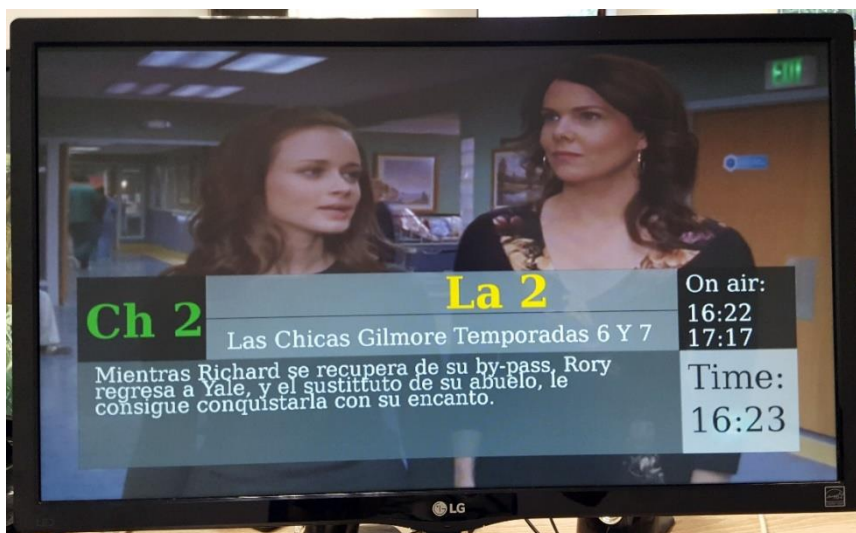 EXIT
Ch 2
La 2
Las Chicas Gilmore Temporadas 6 Y 7
On air:
16:22
17:17
Mientras Richard se recupera de su by-pass, Rory
regresa a Yale, y el sustituto de su abuelo, le
consigue conquistarla con su encanto.
Time:
16:23
LG